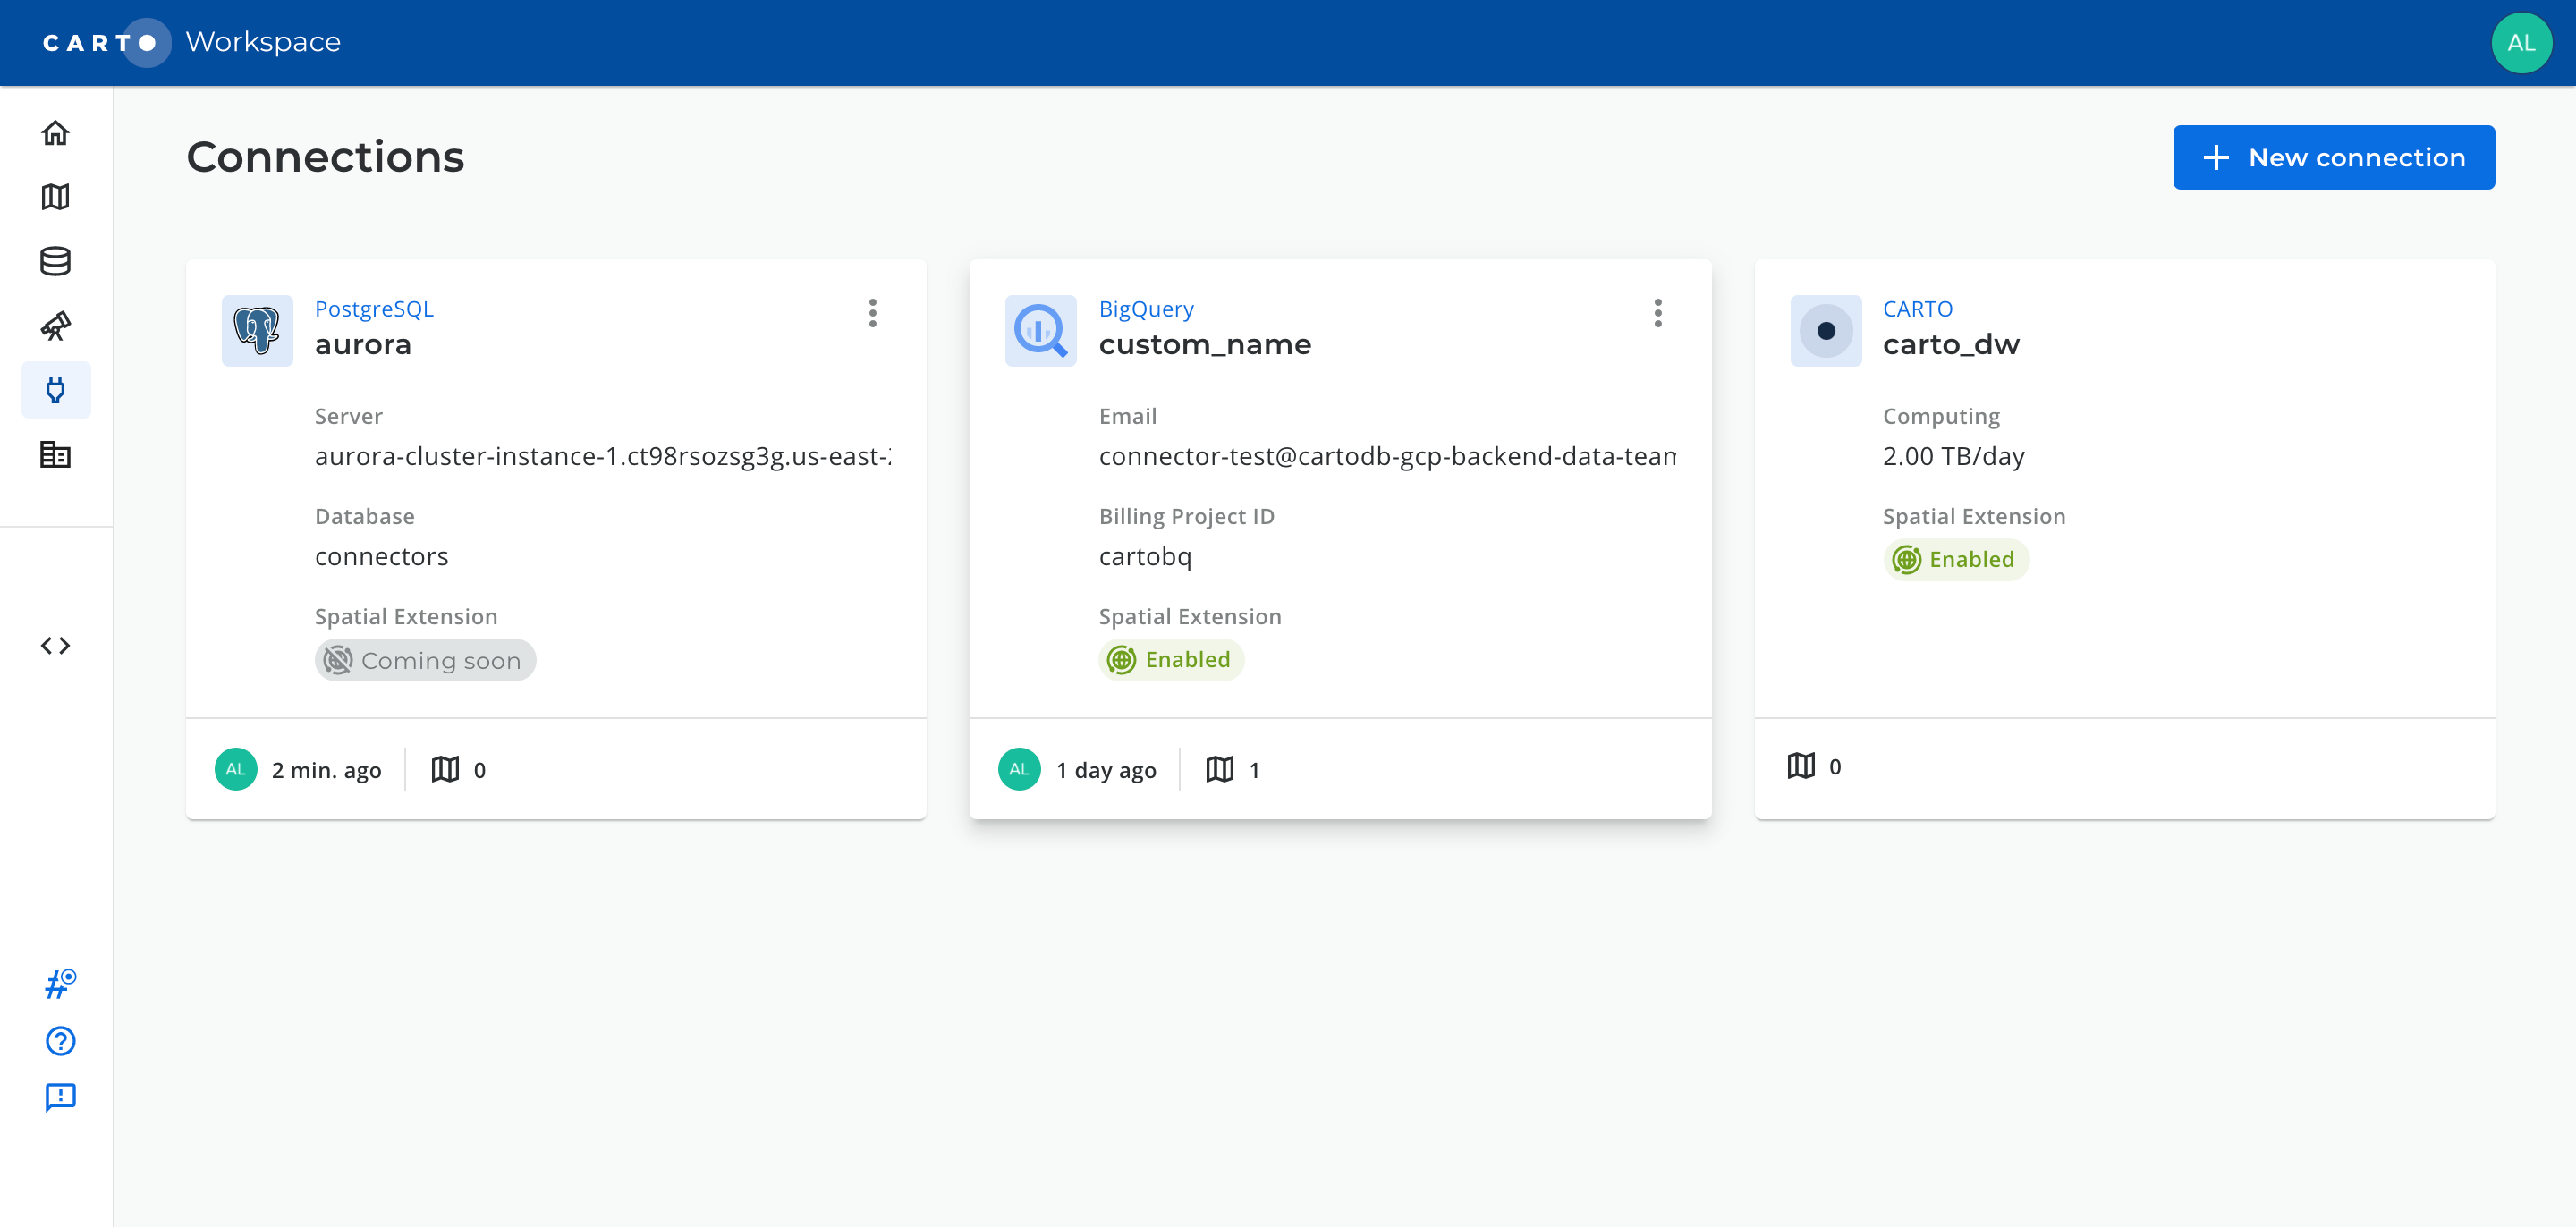 CARTO Workspace
AL
Connections
New connection
PostgreSQL
aurora
Server
aurora-cluster-instance-1.ct98rsozsg3g.us-east-
Database
connectors
Spatial Extension
Coming soon
AL 2 min. ago 0
BigQuery
custom_name
Email
connector-test@cartodb-gcp-backend-data-team
Billing Project ID
cartobq
Spatial Extension
Enabled
AL 1 day ago 1
CARTO
carto_dw
Computing
2.00 TB/day
Spatial Extension
Enabled
0